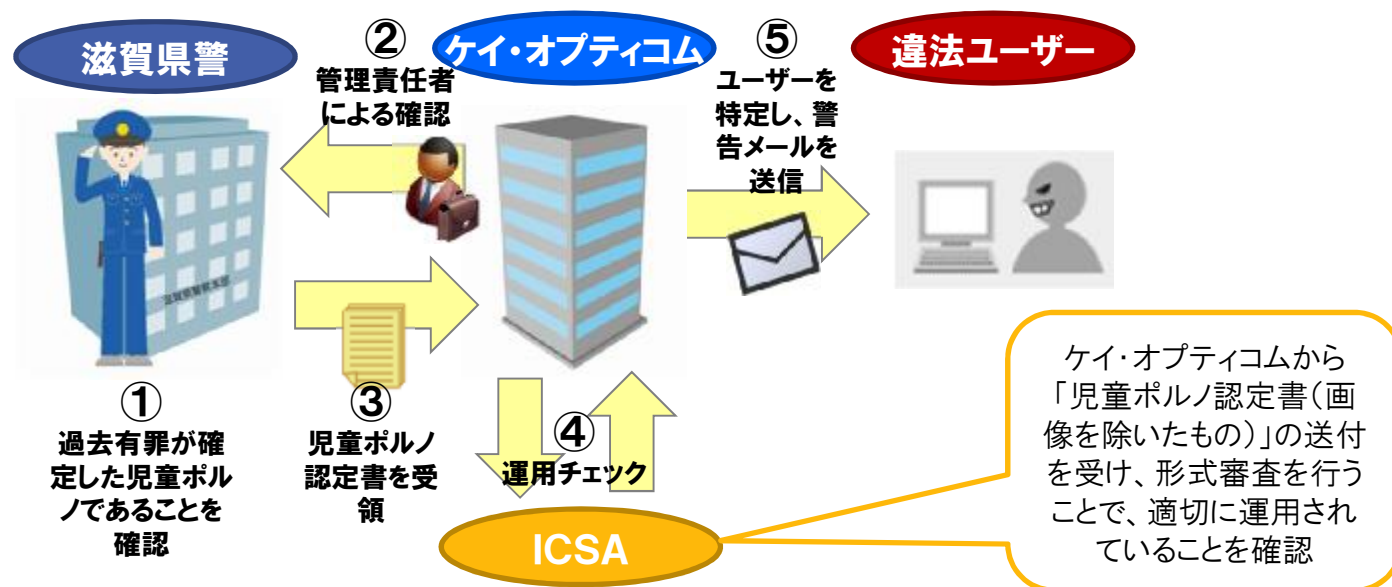 滋賀県警
②
管理責任者
による確認
ケイ・オプティコム
⑤
ユーザーを
特定し、警
告メールを
送信
違法ユーザー
滋賀県警察本部
①
過去有罪が確
定した児童ポル
ノであることを
確認
③
児童ポルノ
認定書を受
領
④
運用チェック
ICSA
ケイ・オプティコムから
「児童ポルノ認定書(画
像を除いたもの)」の送付
を受け、形式審査を行う
ことで、適切に運用され
ていることを確認